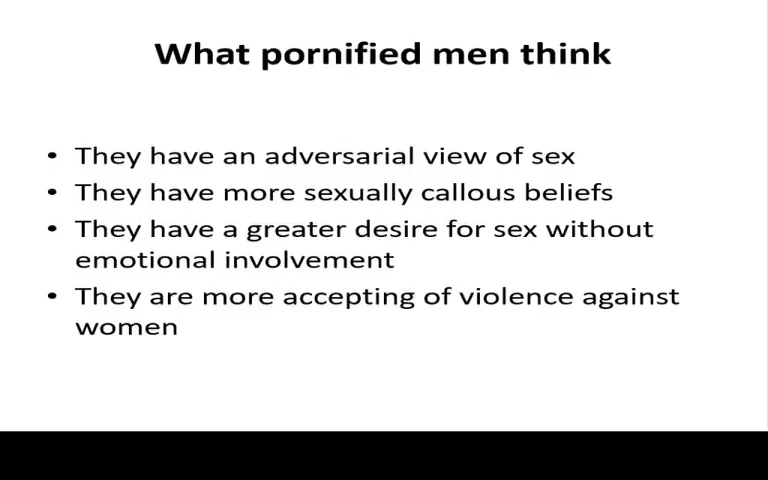 What pornified men think
• They have an adversarial view of sex
• They have more sexually callous beliefs
• They have a greater desire for sex without
emotional involvement
• They are more accepting of violence against
women